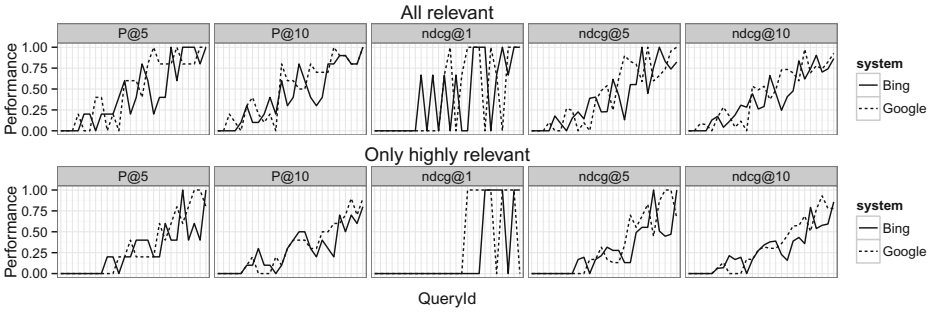 All relevant
P@5 P@10 ndcg@1 ndcg@5 ndcg@10
Performance
1.00
0.75
0.50
0.25
0.00
system
Bing
Google
Only highly relevant
P@5 P@10 ndcg@1 ndcg@5 ndcg@10
Performance
1.00
0.75
0.50
0.25
0.00
system
Bing
Google
QueryId